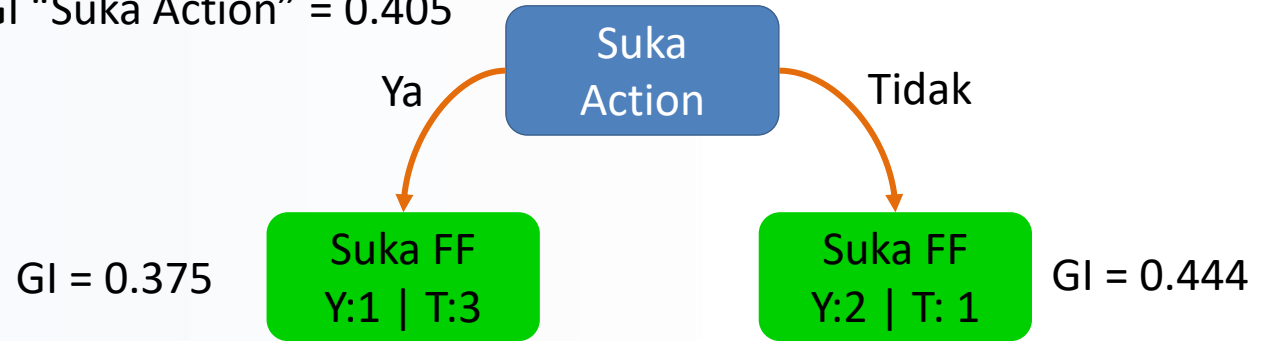 GI “Suka Action” = 0.405
Suka
Action
Ya
Tidak
GI = 0.375
Suka FF
Y:1 | T:3
Suka FF
Y:2 | T: 1
GI = 0.444